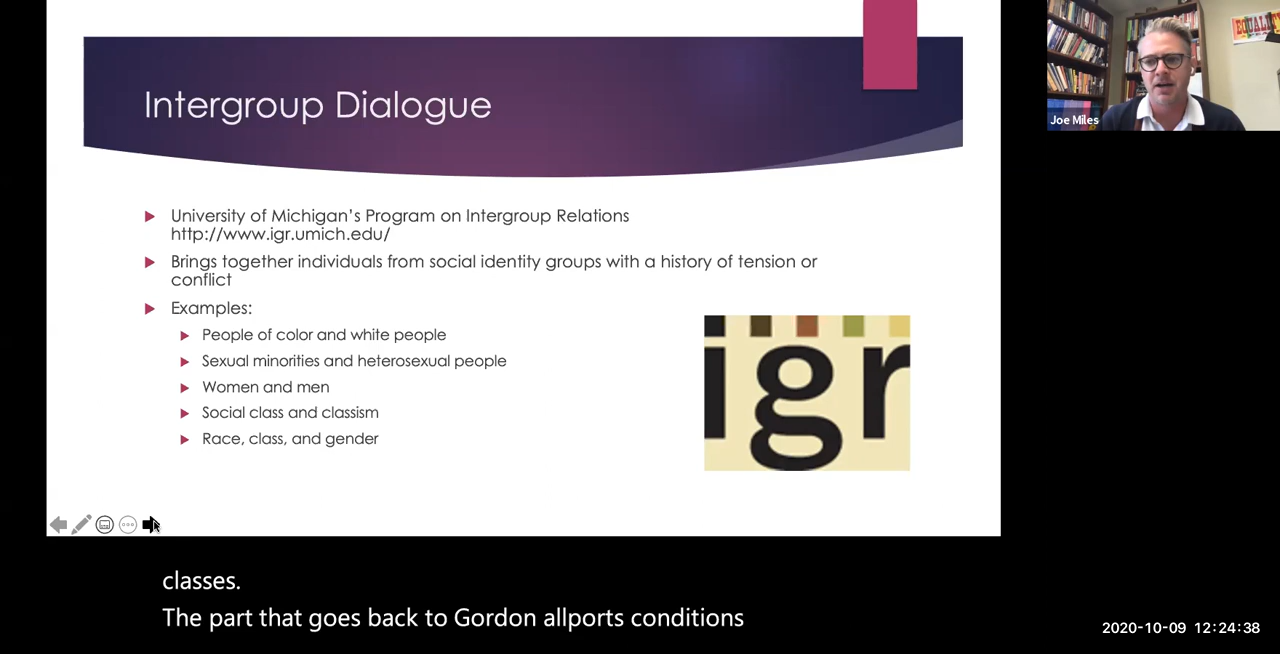 Intergroup Dialogue
University of Michigan's Program on Intergroup Relations
http://www.igr.umich.edu/
Brings together individuals from social identity groups with a history of tension or
conflict
Examples:
People of color and white people
Sexual minorities and heterosexual people
Women and men
Social class and classism
Race, class, and gender
igr
EQUALITY
Joe Miles
classes.
The part that goes back to Gordon allports conditions
2020-10-09 12:24:38